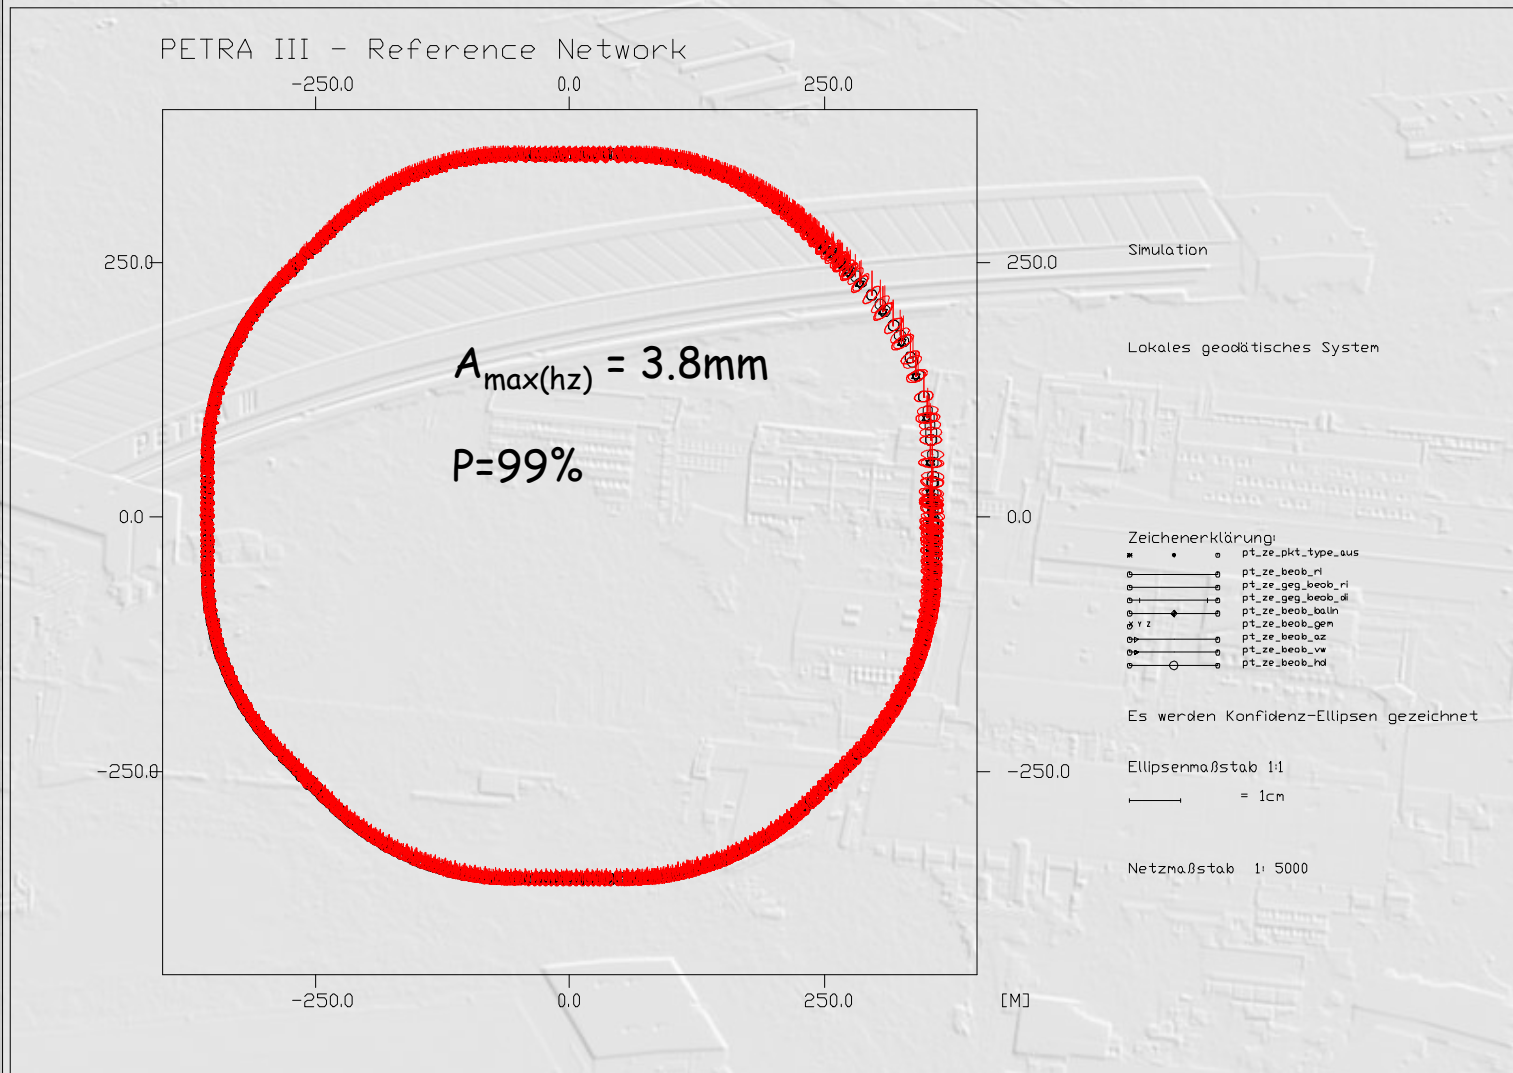 PETRA III - Reference Network
-250.0 0.0 250.0
250.0 250.0
Simulation
Lokales geodätisches System
A max(hz) = 3.8mm
PETRA III
P=99%
0.0 0.0
Zeichenerklärung:
pt_ze_pkt_type_aus
pt_ze_beob_ri
pt_ze_geg_beob_ri
pt_ze_geg_beob_di
pt_ze_beob_balin
X Y Z pt_ze_beob_gem
pt_ze_beob_az
pt_ze_beob_vw
pt_ze_beob_hd
Es werden Konfidenz-Ellipsen gezeichnet
-250.0 -250.0
Ellipsenmaßstab 1:1
= 1cm
Netzmaßstab 1: 5000
-250.0 0.0 250.0 [M]